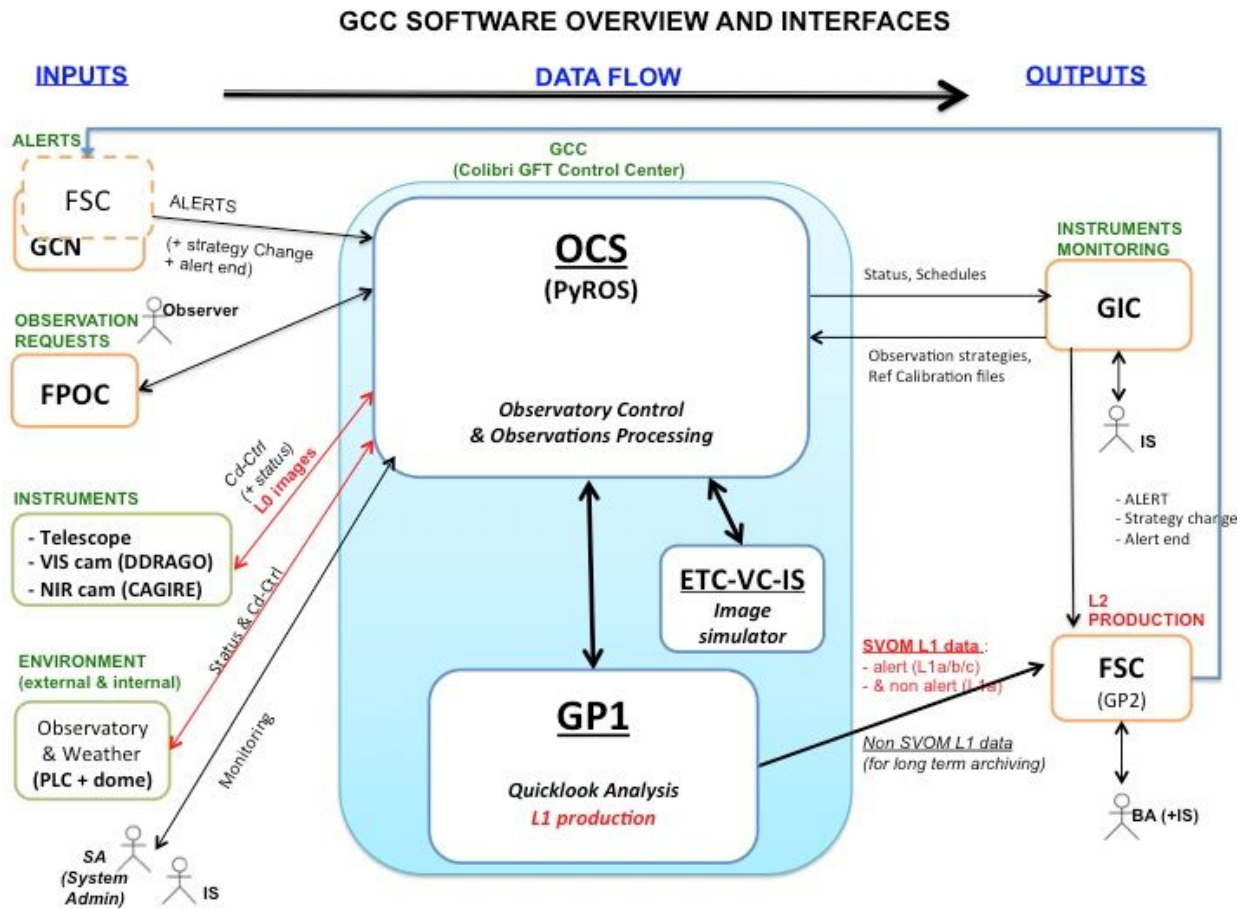 GCC SOFTWARE OVERVIEW AND INTERFACES
INPUTS
DATA FLOW
OUTPUTS
ALERTS
FSC
GCN
ALERTS
(+ strategy Change
+ alert end)
OBSERVATION
REQUESTS
Observer
FPOC
Cd-Ctrl
(+ status)
L0 images
INSTRUMENTS
- Telescope
- VIS cam (DDRAGO)
- NIR cam (CAGIRE)
Status & Cd-Ctrl
ENVIRONMENT
(external & internal)
Observatory
& Weather
(PLC + dome)
Monitoring
SA
(System
Admin)
IS
GCC
(Colibri GFT Control Center)
OCS
(PyROS)
Observatory Control
& Observations Processing
ETC-VC-IS
Image
simulator
GP1
Quicklook Analysis
L1 production
Status, Schedules
Observation strategies,
Ref Calibration files
INSTRUMENTS
MONITORING
GIC
IS
- ALERT
- Strategy change
- Alert end
L2
PRODUCTION
SVOM L1 data :
- alert (L1a/b/c)
- & non alert (L1a)
Non SVOM L1 data
(for long term archiving)
FSC
(GP2)
BA (+IS)